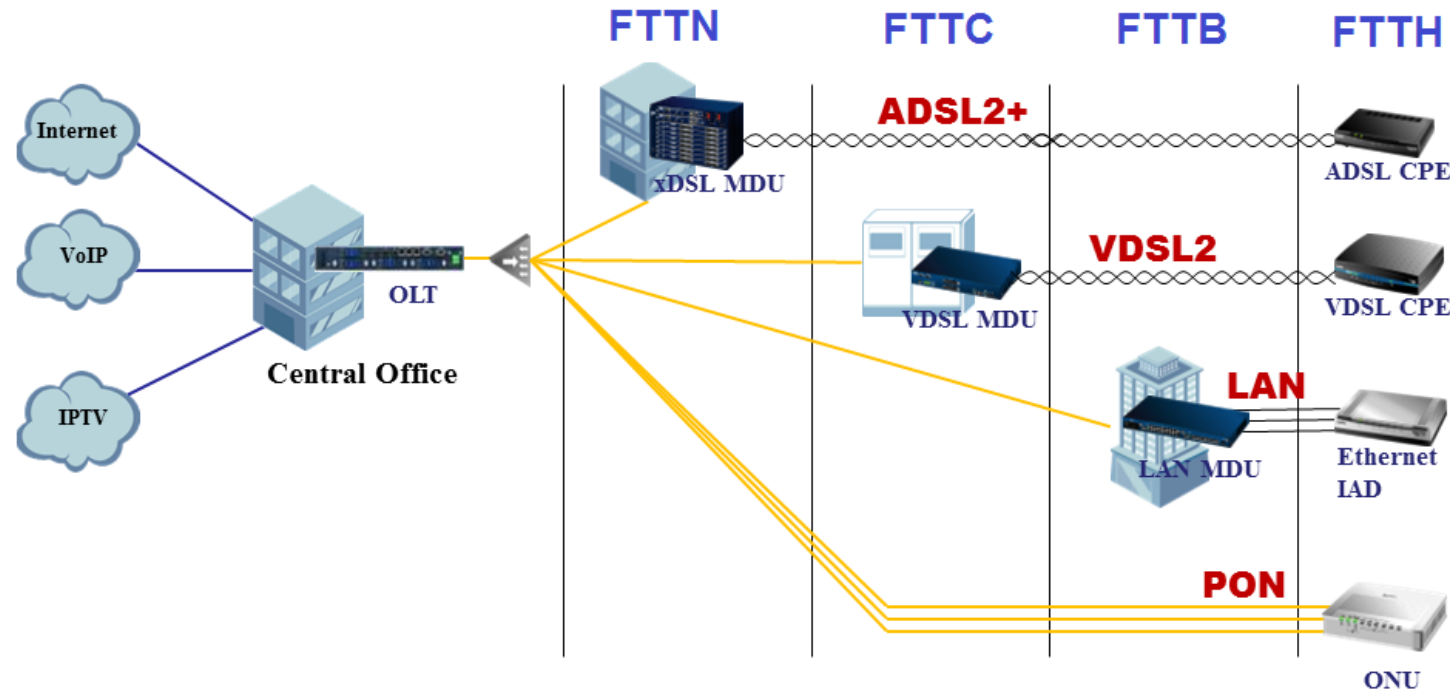 FTTN
FTTC
FTTB
FTTH
Internet
VoIP
IPTV
OLT
Central Office
xDSL MDU
ADSL2+
ADSL CPE
VDSL MDU
VDSL2
VDSL CPE
LAN MDU
LAN
Ethernet
IAD
PON
ONU